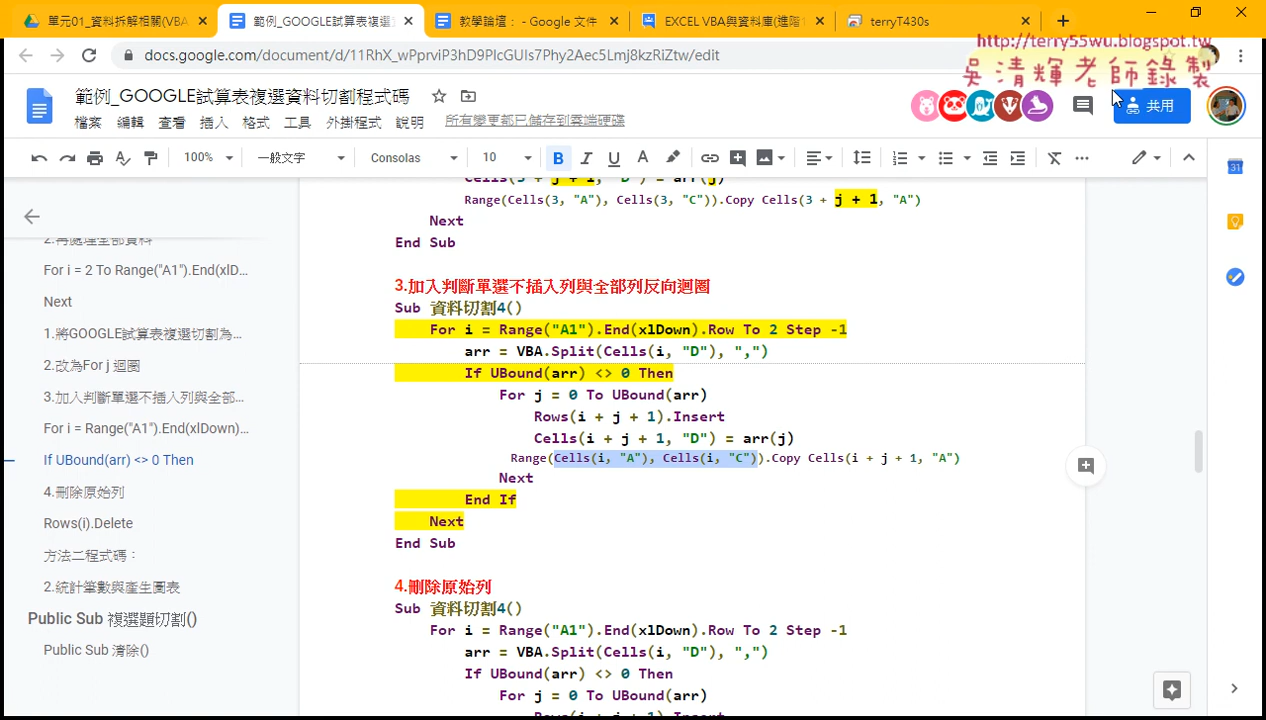 單元01_資料拆解相關(VBA
範例_GOOGLE試算表複選
教學論壇： - Google 文件
EXCEL VBA與資料庫(進階
terryT430s
docs.google.com/document/d/11RhX_wPprviP3hD9PlcGUIs7Phy2Aec5Lmj8kzRiZtw/edit
http://terry55wu.blogspot.tw
吳清輝老師錄製
範例_GOOGLE試算表複選資料切割程式碼
檔案 編輯 查看 插入 格式 工具 外掛程式 說明 所有變更都已儲存到雲端硬碟
共用
100% 一般文字 Consolas 10 B I U A
31
2.再處理全部資料
For i = 2 To Range("A1").End(xlD...
Next
1.將GOOGLE試算表複選切割為...
2.改為For j 迴圈
3.加入判斷單選不插入列與全部...
For i = Range("A1").End(xlDown)...
If UBound(arr) <> 0 Then
4.刪除原始列
Rows(i).Delete
方法二程式碼：
2.統計筆數與產生圖表
Public Sub 複選題切割()
Public Sub 清除()
Cells(3 + j + 1, "D") = arr(j)
Range(Cells(3, "A"), Cells(3, "C")).Copy Cells(3 + j + 1, "A")
Next
End Sub
3.加入判斷單選不插入列與全部列反向迴圈
Sub 資料切割4()
For i = Range("A1").End(xlDown).Row To 2 Step -1
arr = VBA.Split(Cells(i, "D"), ",")
If UBound(arr) <> 0 Then
For j = 0 To UBound(arr)
Rows(i + j + 1).Insert
Cells(i + j + 1, "D") = arr(j)
Range(Cells(i, "A"), Cells(i, "C")).Copy Cells(i + j + 1, "A")
Next
End If
Next
End Sub
4.刪除原始列
Sub 資料切割4()
For i = Range("A1").End(xlDown).Row To 2 Step -1
arr = VBA.Split(Cells(i, "D"), ",")
If UBound(arr) <> 0 Then
For j = 0 To UBound(arr)
Rows(i + j + 1).Insert